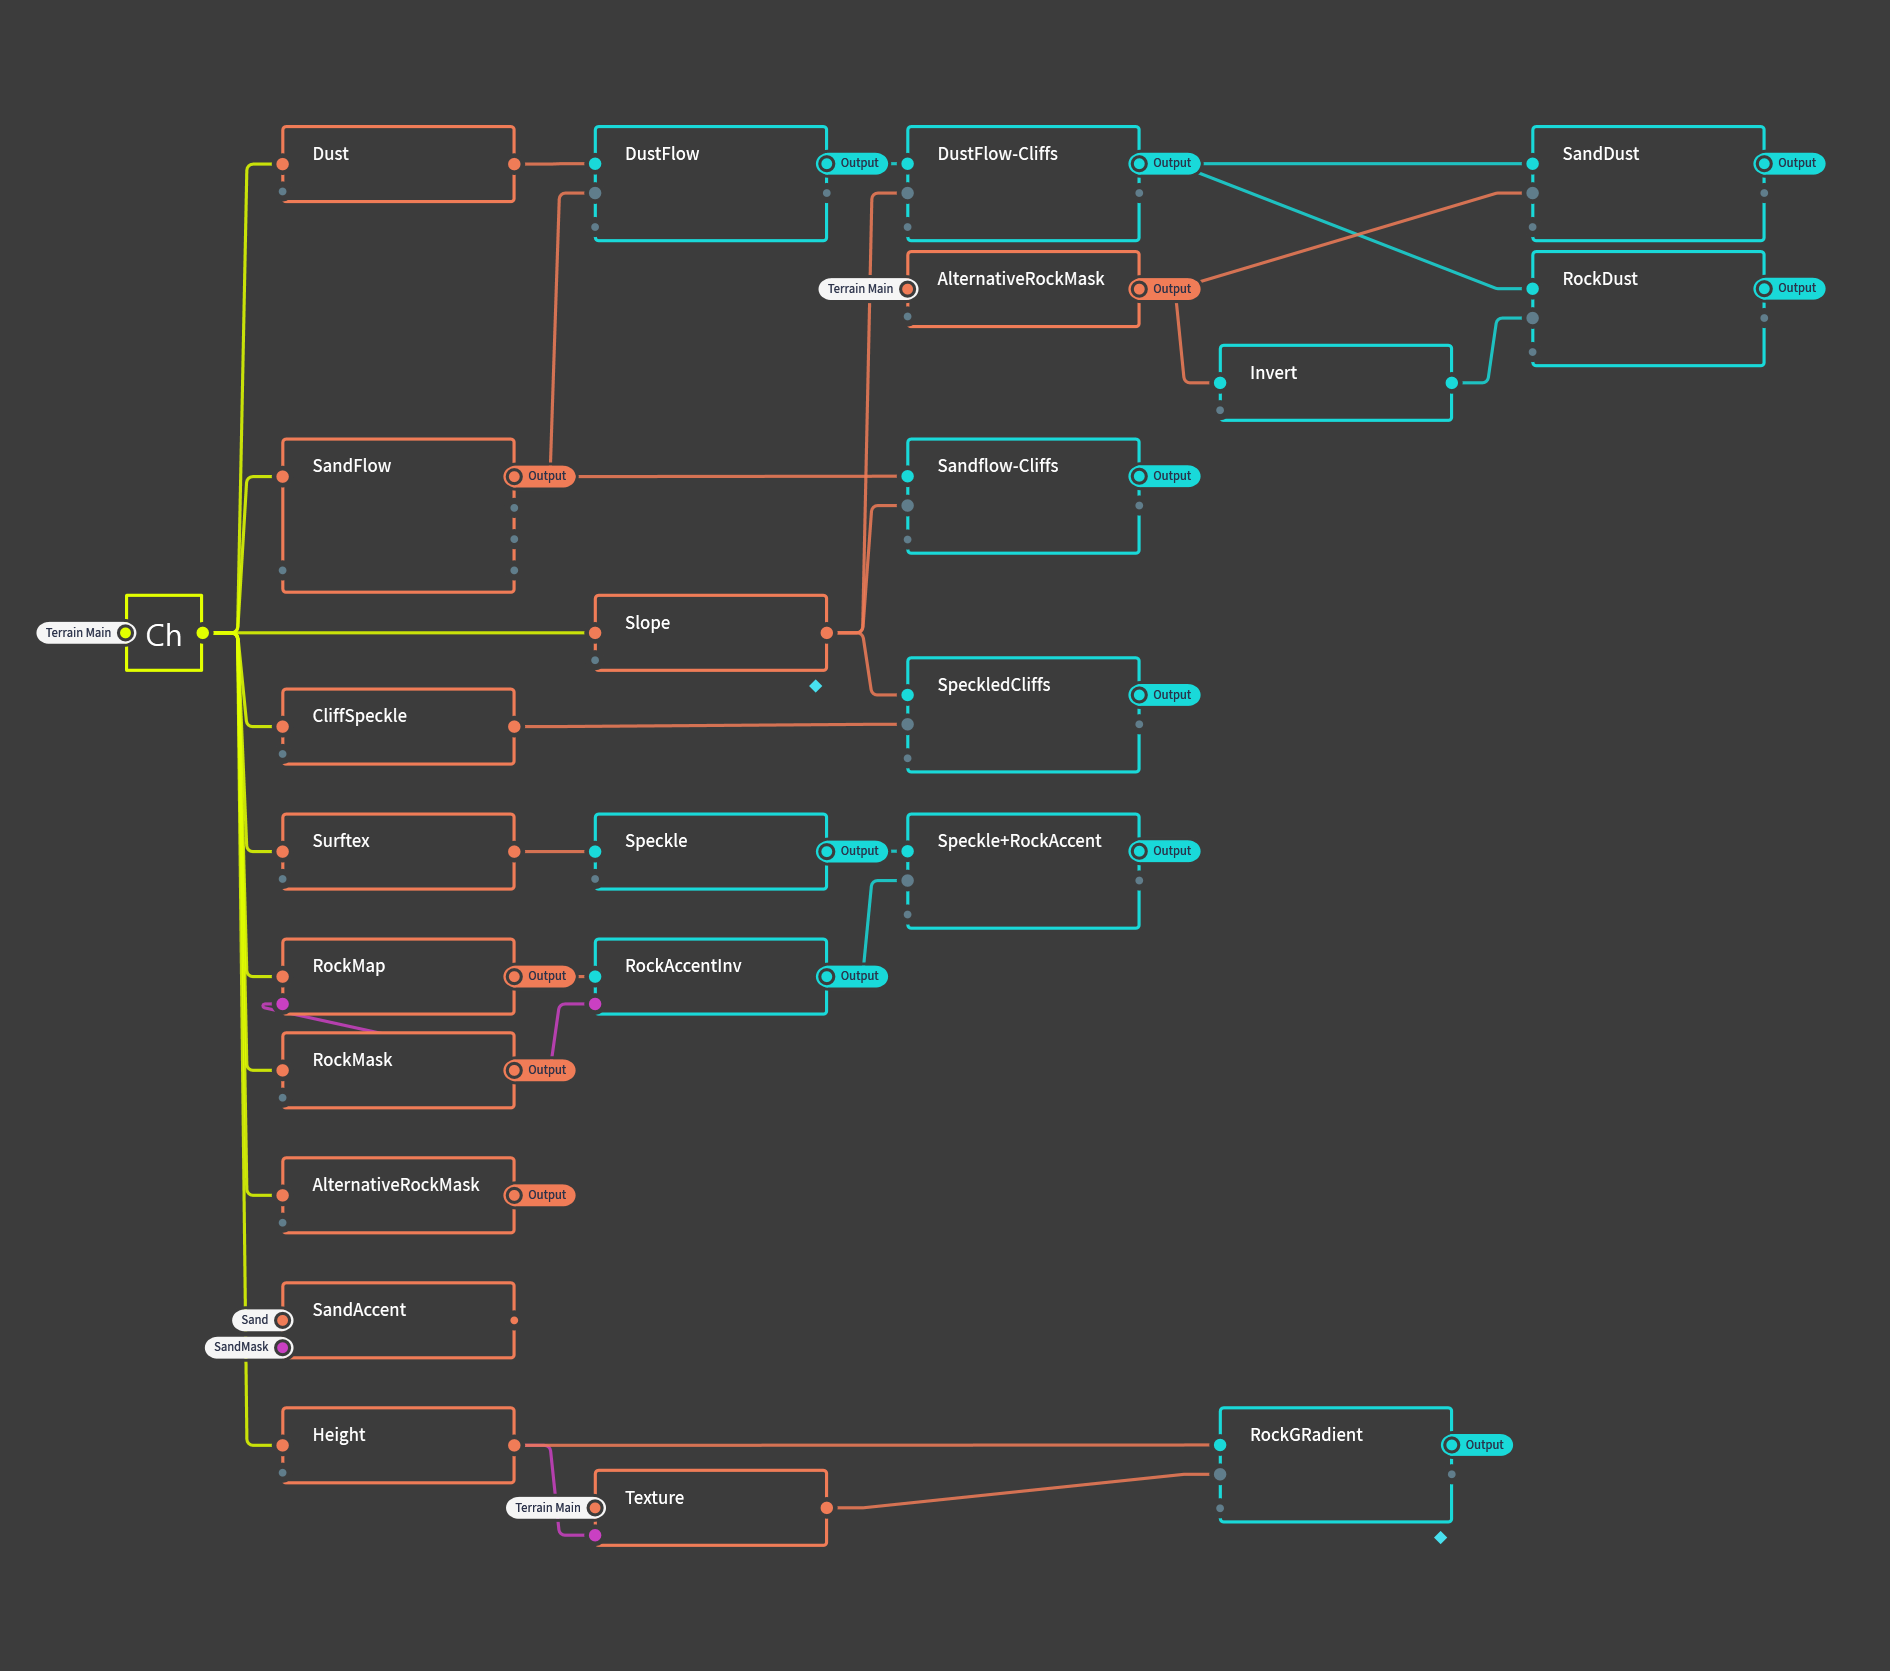 Dust
DustFlow
Output
DustFlow-Cliffs
Output
SandDust
Output
Terrain Main
AlternativeRockMask
Output
RockDust
Output
Invert
SandFlow
Output
Sandflow-Cliffs
Output
Terrain Main
Ch
Slope
SpeckledCliffs
Output
CliffSpeckle
Surftex
Speckle
Output
Speckle+RockAccent
Output
RockMap
Output
RockAccentInv
Output
RockMask
Output
AlternativeRockMask
Output
SandAccent
Sand
SandMask
Height
RockGRadient
Output
Terrain Main
Texture